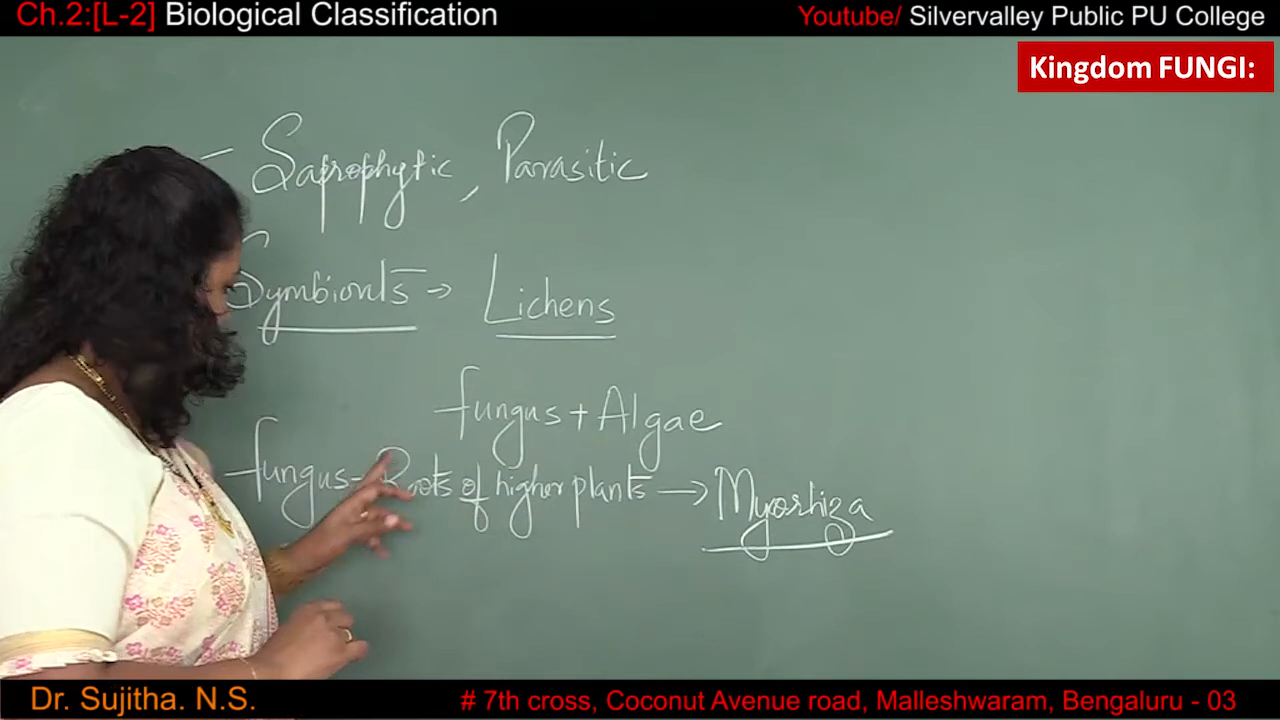 Ch.2:[L-2] Biological Classification
Youtube/ Silvervalley Public PU College
Kingdom FUNGI:
– Saprophytic, Parasitic
Symbionts → Lichens
fungus + Algae
fungus - Roots of higher plants → Myorhiza
Dr. Sujitha. N.S.
# 7th cross, Coconut Avenue road, Malleshwaram, Bengaluru - 03